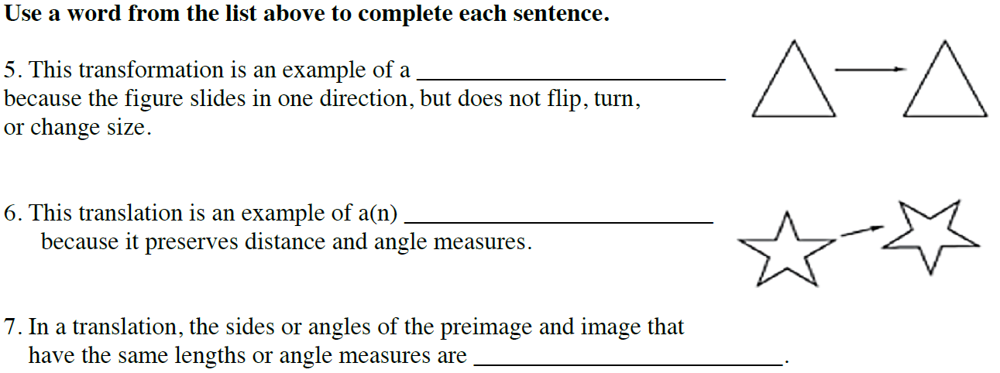 Use a word from the list above to complete each sentence.
5. This transformation is an example of a ____________________
because the figure slides in one direction, but does not flip, turn,
or change size.
6. This translation is an example of a(n) ____________________
because it preserves distance and angle measures.
7. In a translation, the sides or angles of the preimage and image that
have the same lengths or angle measures are ____________________.